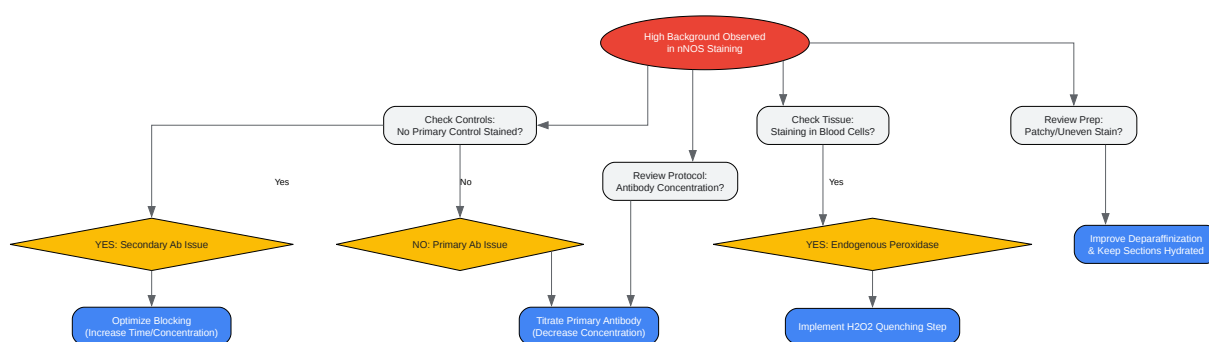 High Background Observed
in nNOS Staining
Check Controls:
No Primary Control Stained?
Check Tissue:
Staining in Blood Cells?
Review Prep:
Patchy/Uneven Stain?
Review Protocol:
Antibody Concentration?
Yes
No
Yes
YES: Secondary Ab Issue
NO: Primary Ab Issue
YES: Endogenous Peroxidase
Improve Deparaffinization
& Keep Sections Hydrated
Optimize Blocking
(Increase Time/Concentration)
Titrate Primary Antibody
(Decrease Concentration)
Implement H2O2 Quenching Step